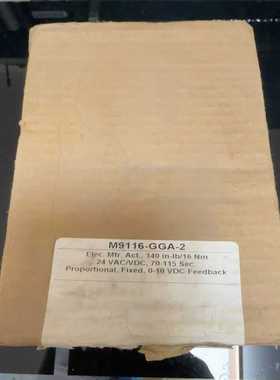 M9116-GGA-2
Elec. Mtr. Act., 140 in-lb/16 Nm
24 VAC/VDC, 70-115 Sec
Proportional, Fixed, 0-10 VDC Feedback